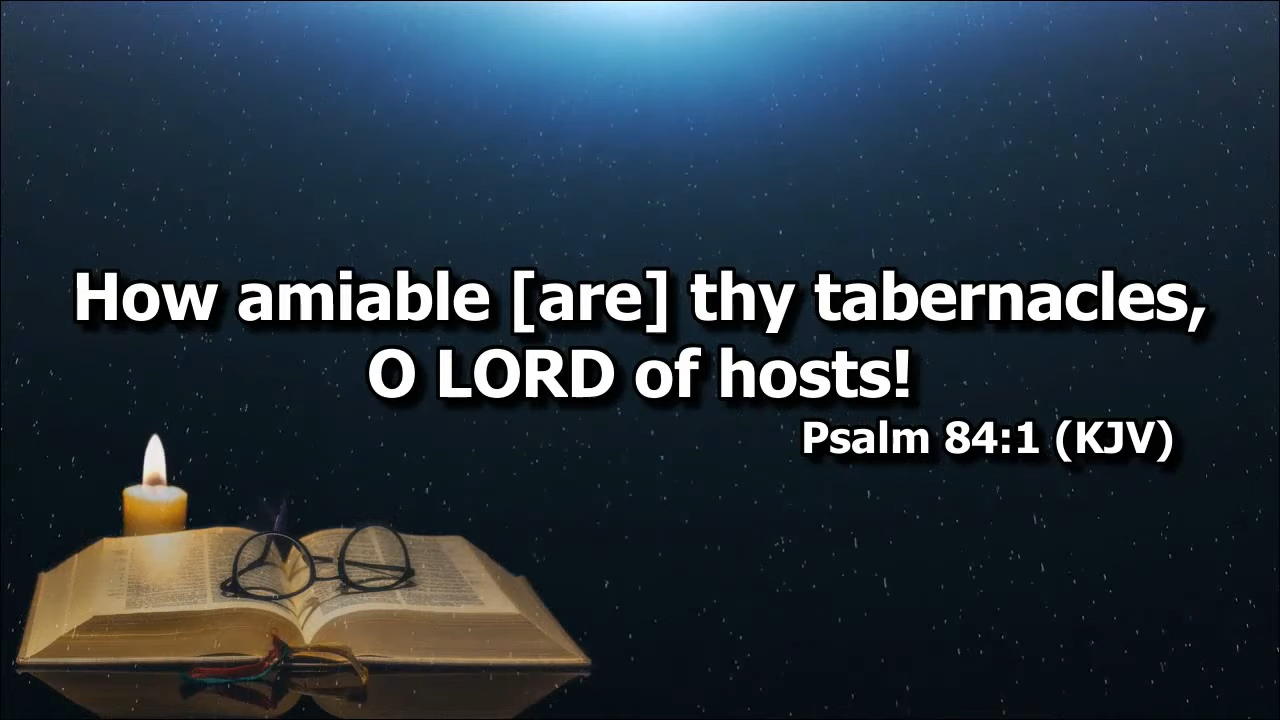 How amiable [are] thy tabernacles,
O LORD of hosts!
Psalm 84:1 (KJV)